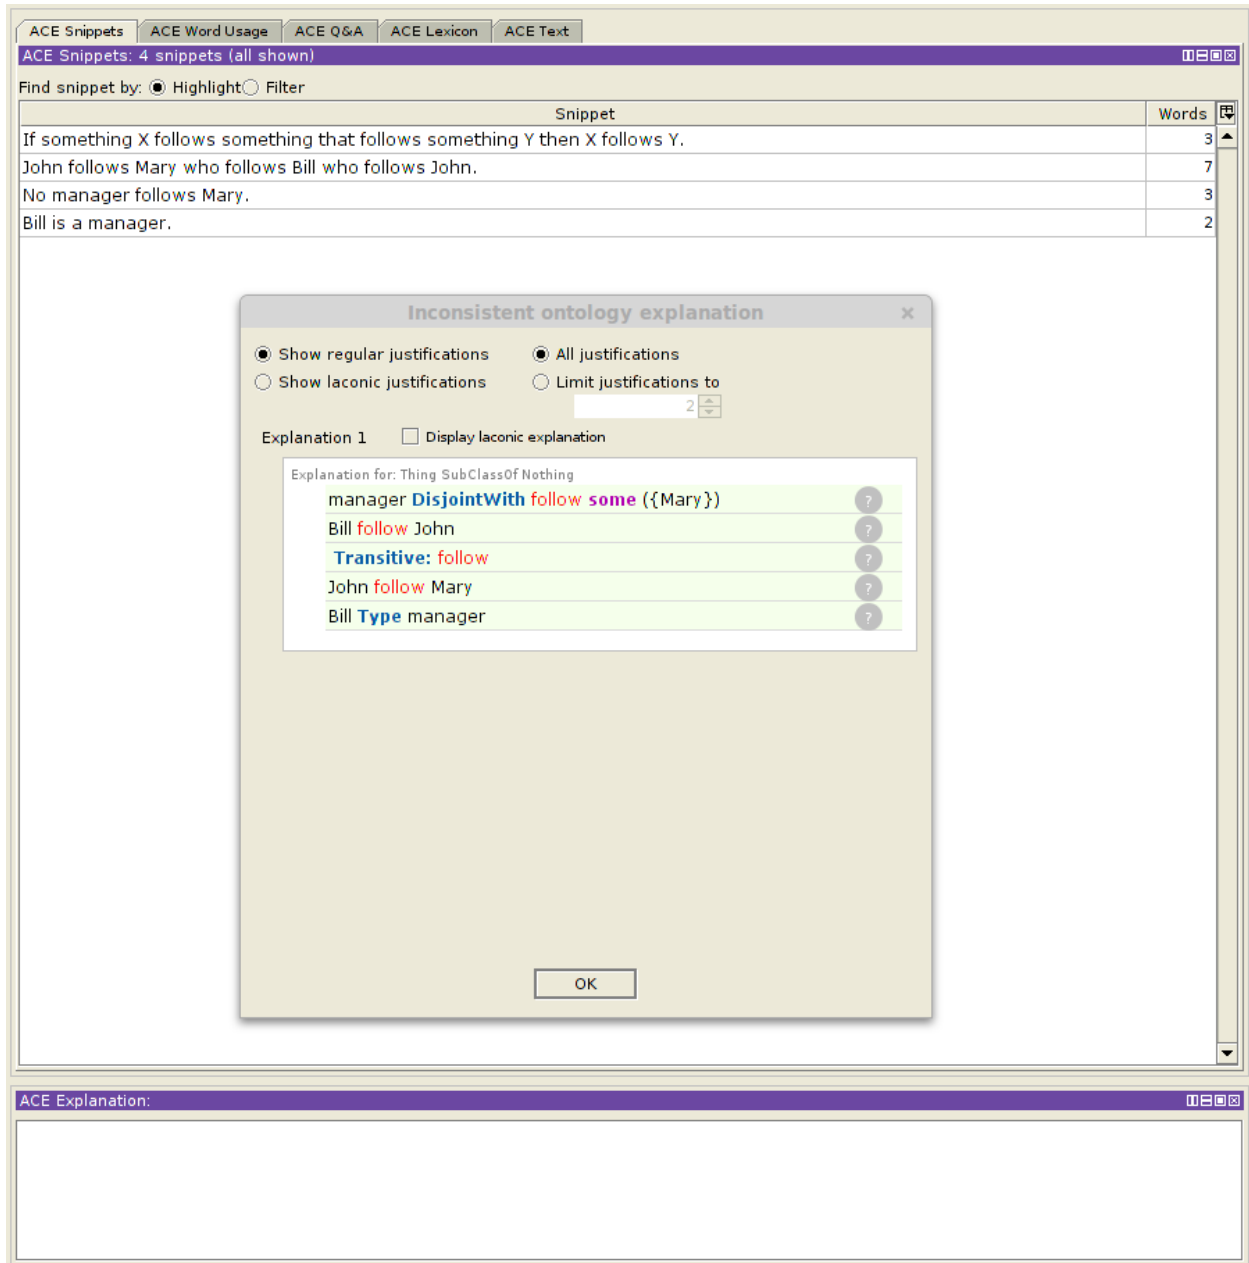 ACE Snippets ACE Word Usage ACE Q&A ACE Lexicon ACE Text
ACE Snippets: 4 snippets (all shown)
Find snippet by: Highlight Filter
Snippet Words
If something X follows something that follows something Y then X follows Y. 3
John follows Mary who follows Bill who follows John. 7
No manager follows Mary. 3
Bill is a manager. 2
Inconsistent ontology explanation
Show regular justifications All justifications
Show laconic justifications Limit justifications to
2
Explanation 1 Display laconic explanation
Explanation for: Thing SubClassOf Nothing
manager DisjointWith follow some ({Mary}) ?
Bill follow John ?
Transitive: follow ?
John follow Mary ?
Bill Type manager ?
OK
ACE Explanation: